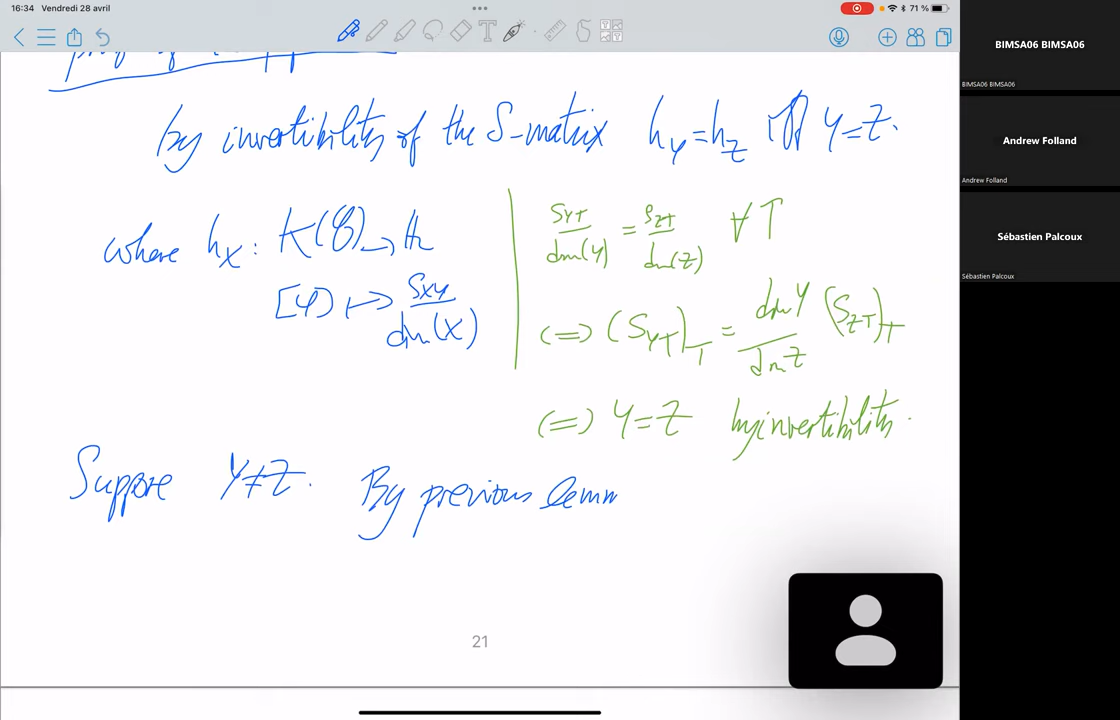 16:34 Vendredi 28 avril
71 %
by invertibility of the S-matrix h_Y = h_Z iff Y = Z.
where h_X : K(C) → k
[Y] ↦ S_XY / dim(X)
S_YT / dim(Y) = S_ZT / dim(Z) ∀ T
⟺ (S_YT)_T = dim Y / dim Z (S_ZT)_T
⟺ Y = Z by invertibility.
Suppose Y ≠ Z. By previous lemm
21
BIMSA06 BIMSA06
BIMSA06 BIMSA06
Andrew Folland
Andrew Folland
Sébastien Palcoux
Sébastien Palcoux